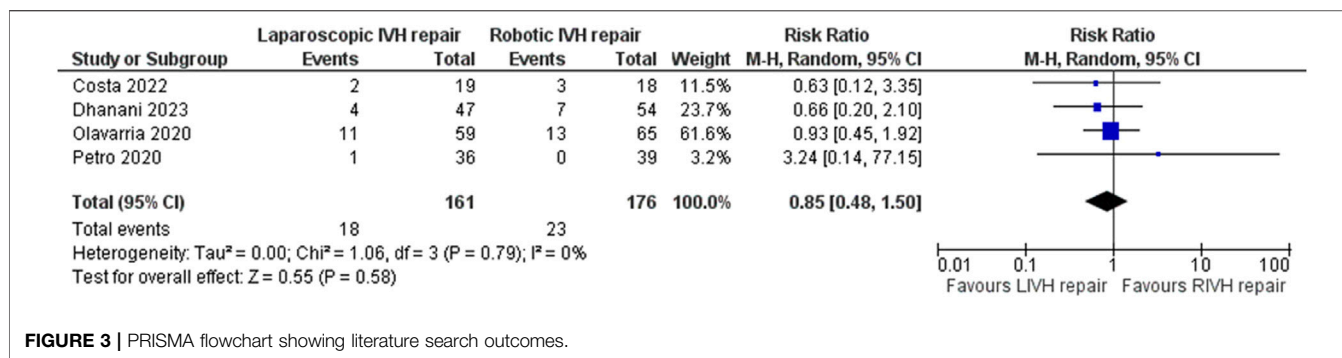 Laparoscopic IVH repair Robotic IVH repair Risk Ratio Risk Ratio
Study or Subgroup Events Total Events Total Weight M-H, Random, 95% CI M-H, Random, 95% CI
Costa 2022 2 19 3 18 11.5% 0.63 [0.12, 3.35]
Dhanani 2023 4 47 7 54 23.7% 0.66 [0.20, 2.10]
Olavarria 2020 11 59 13 65 61.6% 0.93 [0.45, 1.92]
Petro 2020 1 36 0 39 3.2% 3.24 [0.14, 77.15]
Total (95% CI) 161 176 100.0% 0.85 [0.48, 1.50]
Total events 18 23
Heterogeneity: Tau² = 0.00; Chi² = 1.06, df = 3 (P = 0.79); I² = 0%
Test for overall effect: Z = 0.55 (P = 0.58)
0.01 0.1 1 10 100
Favours LIVH repair Favours RIVH repair
FIGURE 3 | PRISMA flowchart showing literature search outcomes.